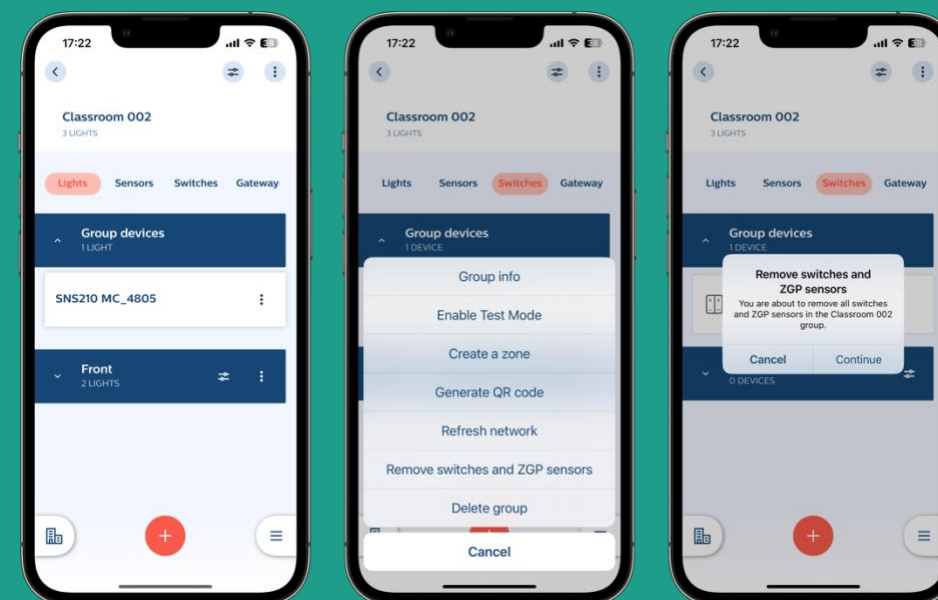 17:22
Classroom 002
3 LIGHTS
Lights Sensors Switches Gateway
Group devices
1 LIGHT
SNS210 MC_4805
Front
2 LIGHTS
17:22
Classroom 002
3 LIGHTS
Lights Sensors Switches Gateway
Group devices
1 DEVICE
Group info
Enable Test Mode
Create a zone
Generate QR code
Refresh network
Remove switches and ZGP sensors
Delete group
Cancel
17:22
Classroom 002
3 LIGHTS
Lights Sensors Switches Gateway
Group devices
1 DEVICE
Remove switches and
ZGP sensors
You are about to remove all switches
and ZGP sensors in the Classroom 002
group.
Cancel Continue
0 DEVICES